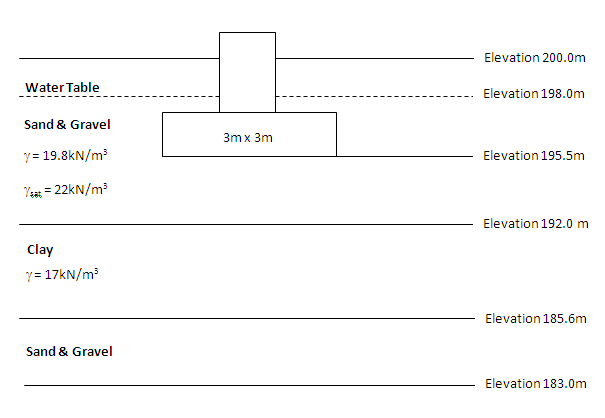 Elevation 200.0m
Water Table
Elevation 198.0m
Sand & Gravel
3m x 3m
γ = 19.8kN/m³
Elevation 195.5m
γsat = 22kN/m³
Elevation 192.0 m
Clay
γ = 17kN/m³
Elevation 185.6m
Sand & Gravel
Elevation 183.0m